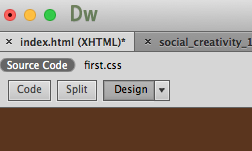 Dw
index.html (XHTML)* social_creativity_1
Source Code first.css
Code Split Design